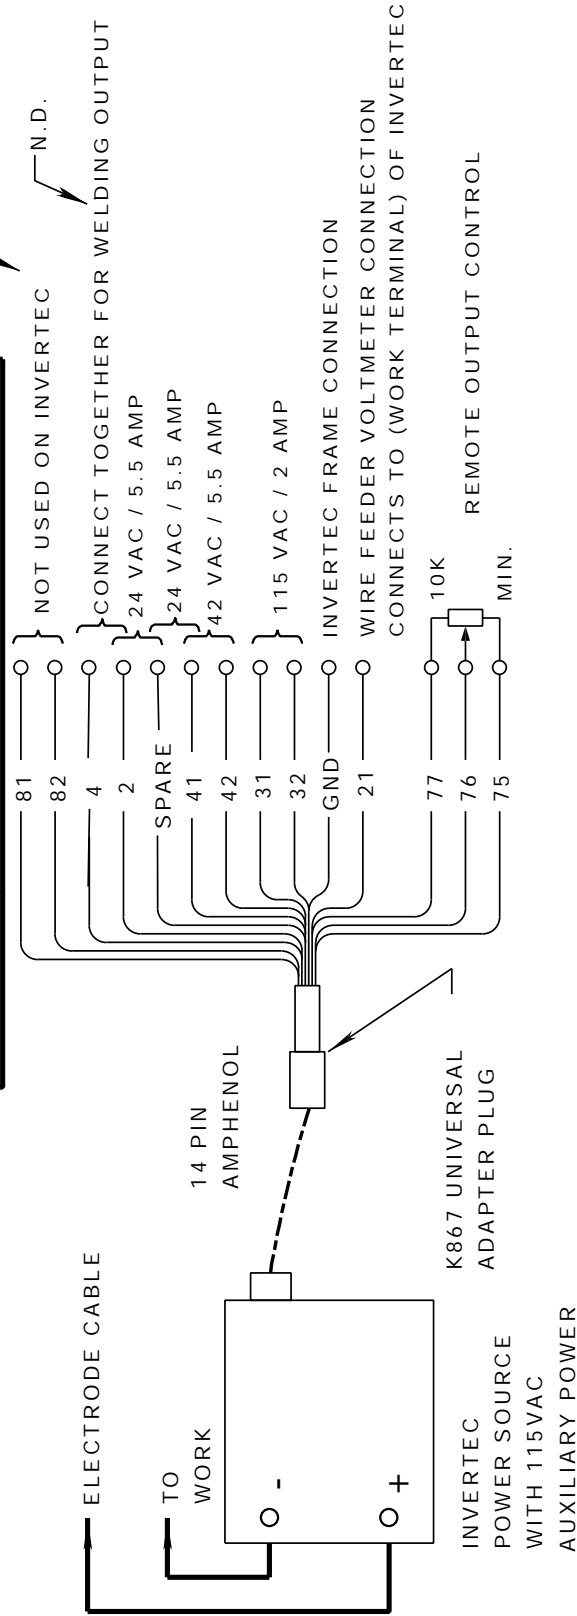 N.D.
81
82
4
2
SPARE
41
42
31
32
GND
21
77
76
75
NOT USED ON INVERTEC
CONNECT TOGETHER FOR WELDING OUTPUT
24 VAC / 5.5 AMP
24 VAC / 5.5 AMP
42 VAC / 5.5 AMP
115 VAC / 2 AMP
INVERTEC FRAME CONNECTION
WIRE FEEDER VOLTMETER CONNECTION
CONNECTS TO (WORK TERMINAL) OF INVERTEC
10K
REMOTE OUTPUT CONTROL
MIN.
14 PIN
AMPHENOL
K867 UNIVERSAL
ADAPTER PLUG
ELECTRODE CABLE
TO
WORK
-
+
INVERTEC
POWER SOURCE
WITH 115VAC
AUXILIARY POWER